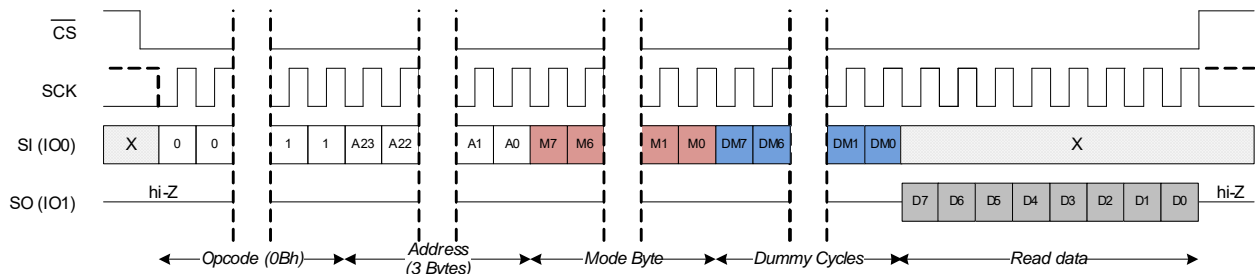 CS
SCK
SI (IO0) X 0 0 1 1 A23 A22 A1 A0 M7 M6 M1 M0 DM7 DM6 DM1 DM0 X
hi-Z
SO (IO1) D7 D6 D5 D4 D3 D2 D1 D0 hi-Z
Opcode (0Bh) Address (3 Bytes) Mode Byte Dummy Cycles Read data